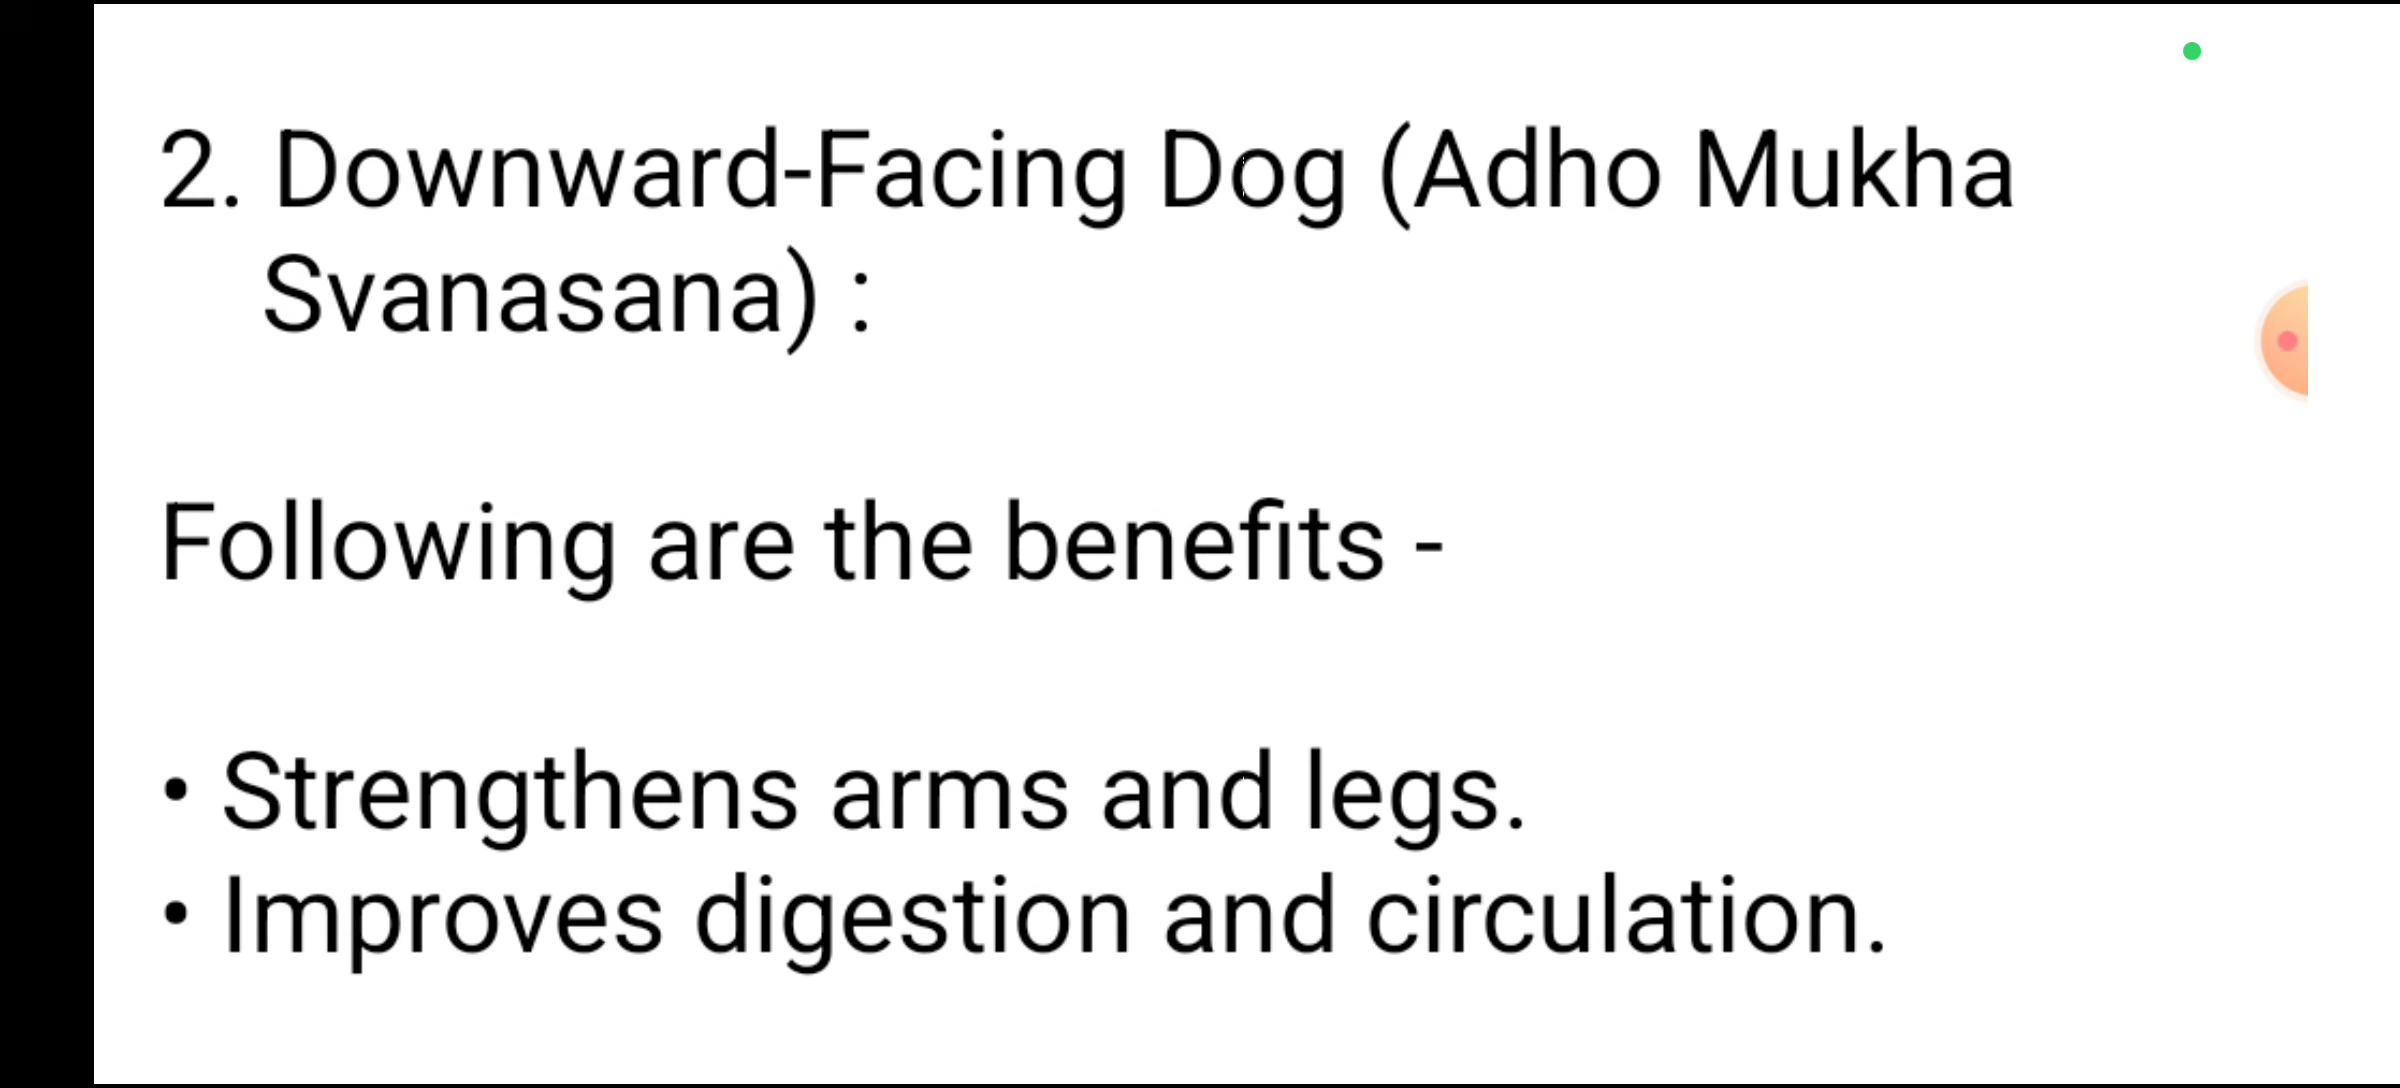 2. Downward-Facing Dog (Adho Mukha
Svanasana) :
Following are the benefits -
• Strengthens arms and legs.
• Improves digestion and circulation.